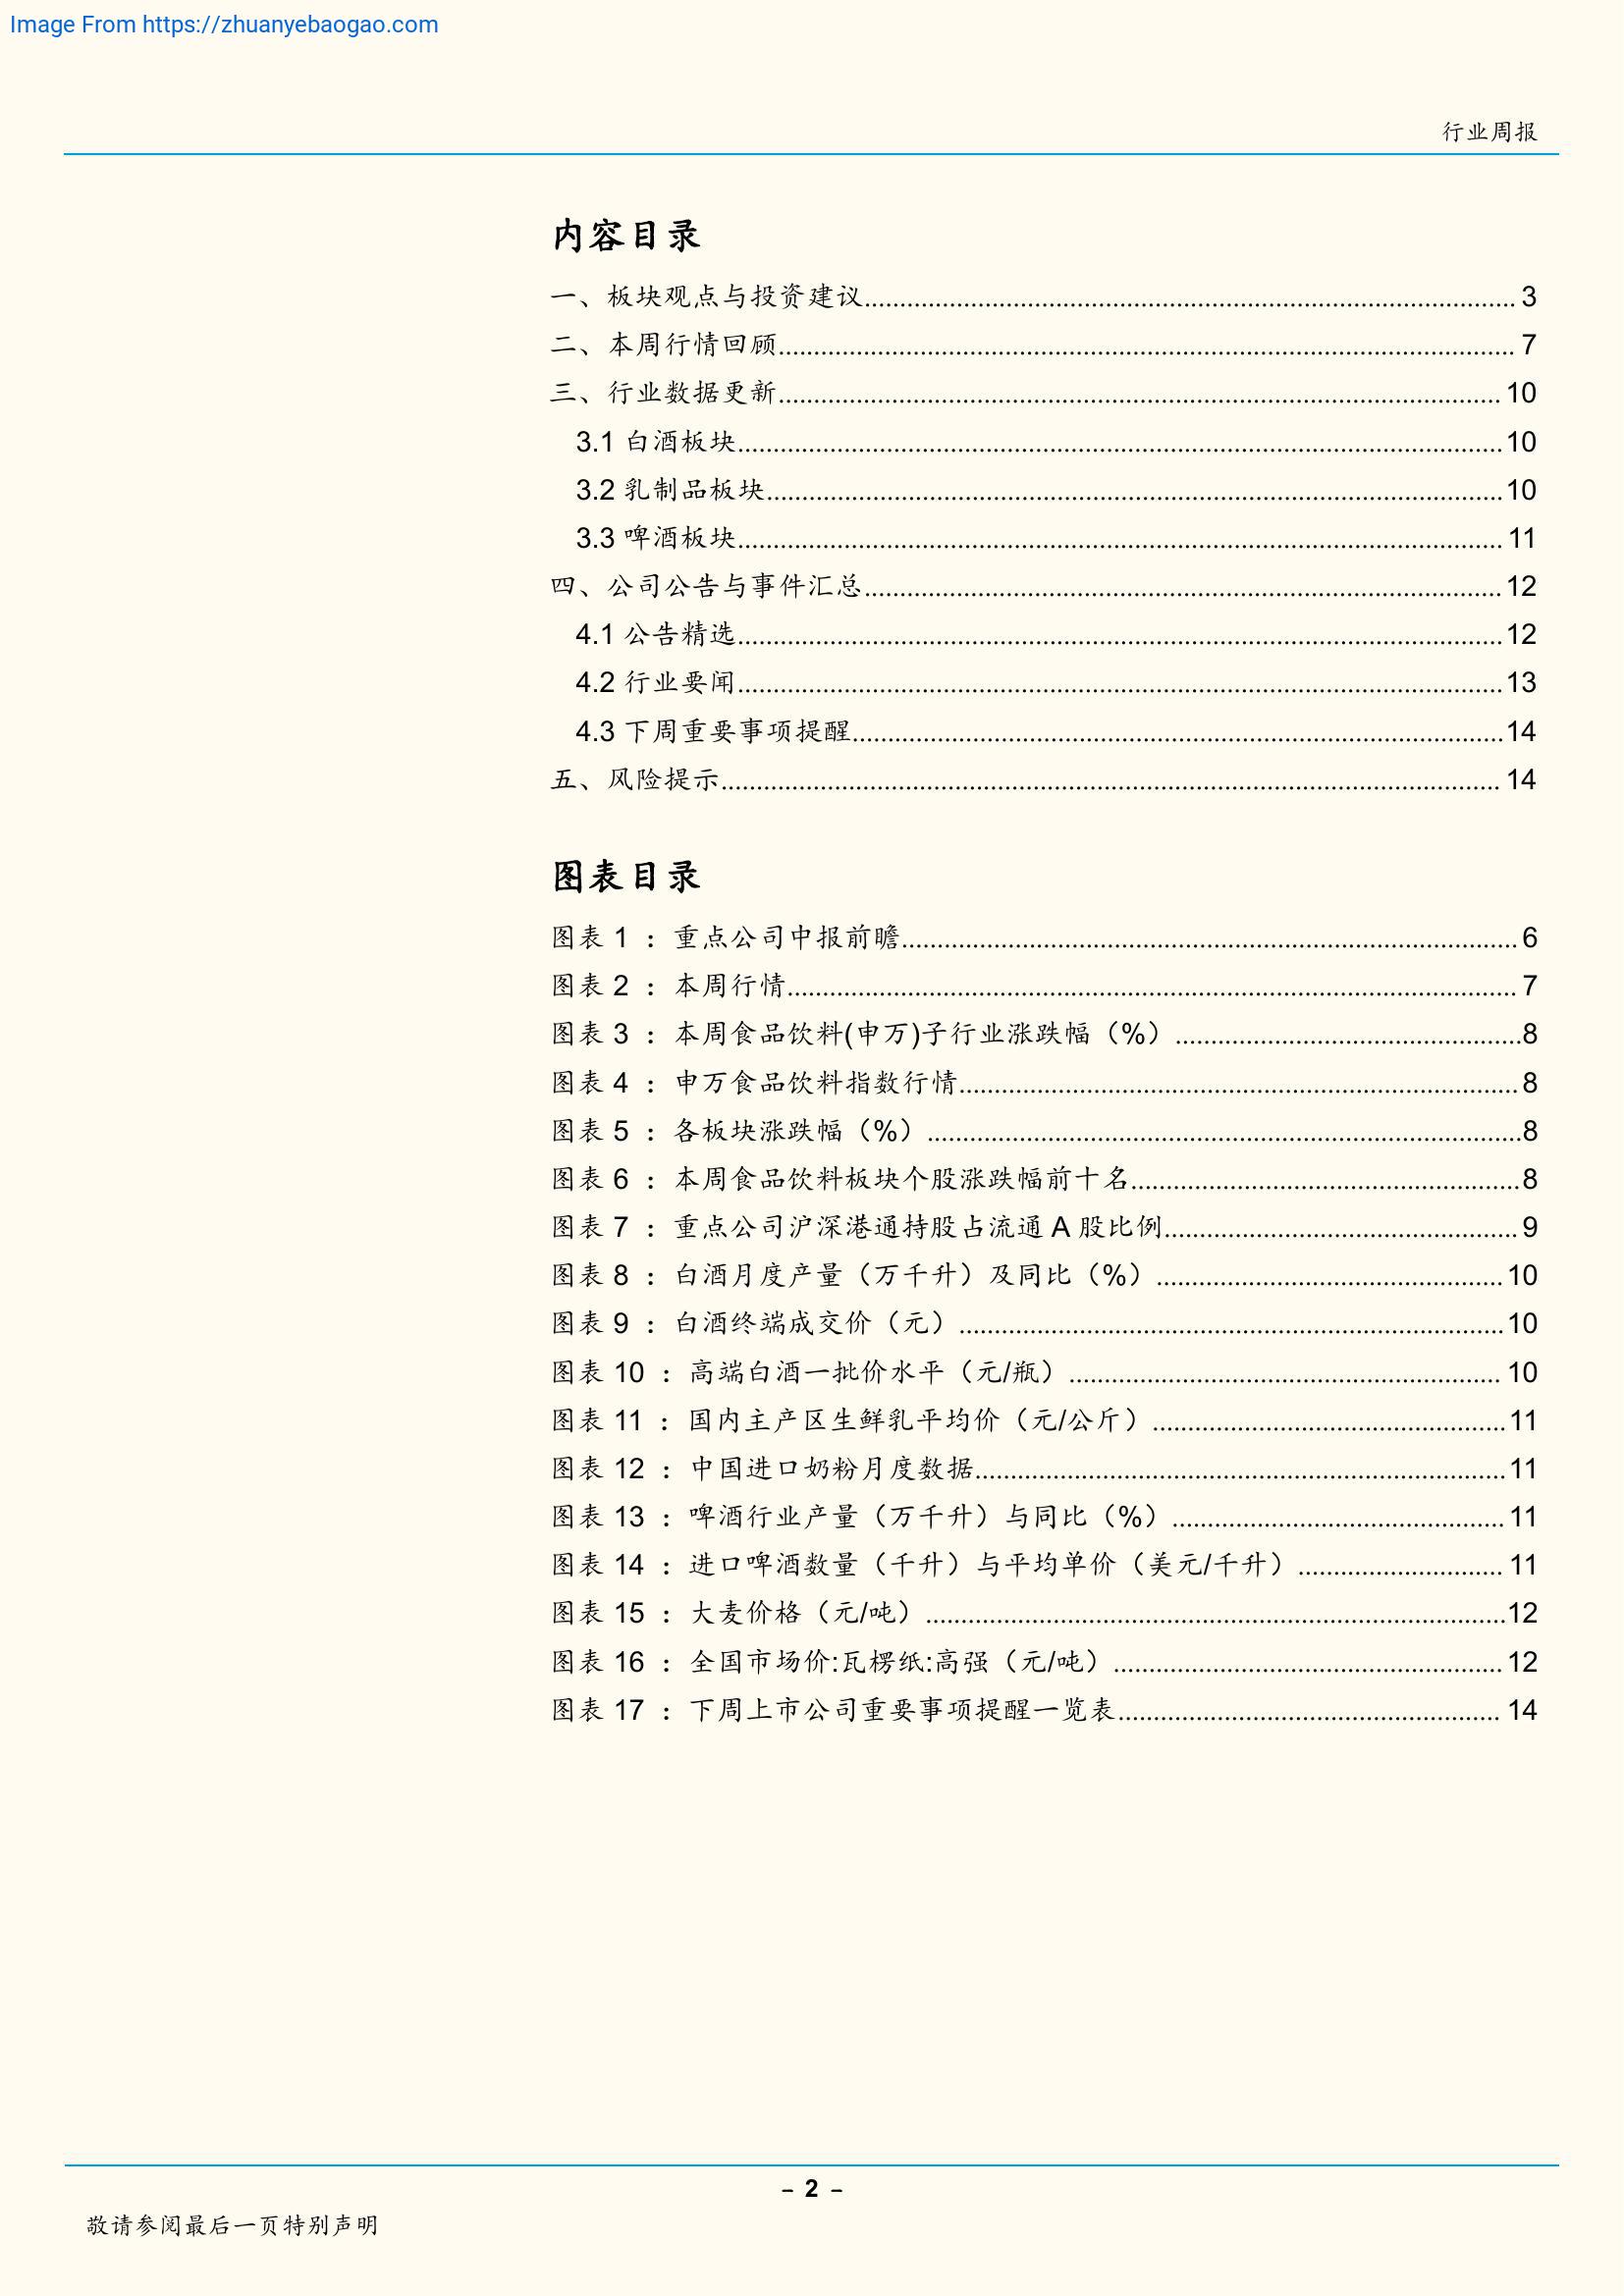 Image From https://zhuanyebaogao.com
行业周报
内容目录
一、板块观点与投资建议........................................................................................... 3
二、本周行情回顾....................................................................................................... 7
三、行业数据更新..................................................................................................... 10
3.1 白酒板块...........................................................................................................10
3.2 乳制品板块.......................................................................................................10
3.3 啤酒板块........................................................................................................... 11
四、公司公告与事件汇总......................................................................................... 12
4.1 公告精选...........................................................................................................12
4.2 行业要闻...........................................................................................................13
4.3 下周重要事项提醒...........................................................................................14
五、风险提示............................................................................................................. 14
图表目录
图表 1 ：重点公司中报前瞻...................................................................................... 6
图表 2 ：本周行情...................................................................................................... 7
图表 3 ：本周食品饮料(申万)子行业涨跌幅（%）.................................................8
图表 4 ：申万食品饮料指数行情.............................................................................. 8
图表 5 ：各板块涨跌幅（%）...................................................................................8
图表 6 ：本周食品饮料板块个股涨跌幅前十名......................................................8
图表 7 ：重点公司沪深港通持股占流通 A 股比例.................................................. 9
图表 8 ：白酒月度产量（万千升）及同比（%）................................................. 10
图表 9 ：白酒终端成交价（元）............................................................................10
图表 10 ：高端白酒一批价水平（元/瓶）............................................................. 10
图表 11 ：国内主产区生鲜乳平均价（元/公斤）..................................................11
图表 12 ：中国进口奶粉月度数据...........................................................................11
图表 13 ：啤酒行业产量（万千升）与同比（%）............................................... 11
图表 14 ：进口啤酒数量（千升）与平均单价（美元/千升）............................. 11
图表 15 ：大麦价格（元/吨）.................................................................................12
图表 16 ：全国市场价:瓦楞纸:高强（元/吨）....................................................... 12
图表 17 ：下周上市公司重要事项提醒一览表...................................................... 14
- 2 -
敬请参阅最后一页特别声明